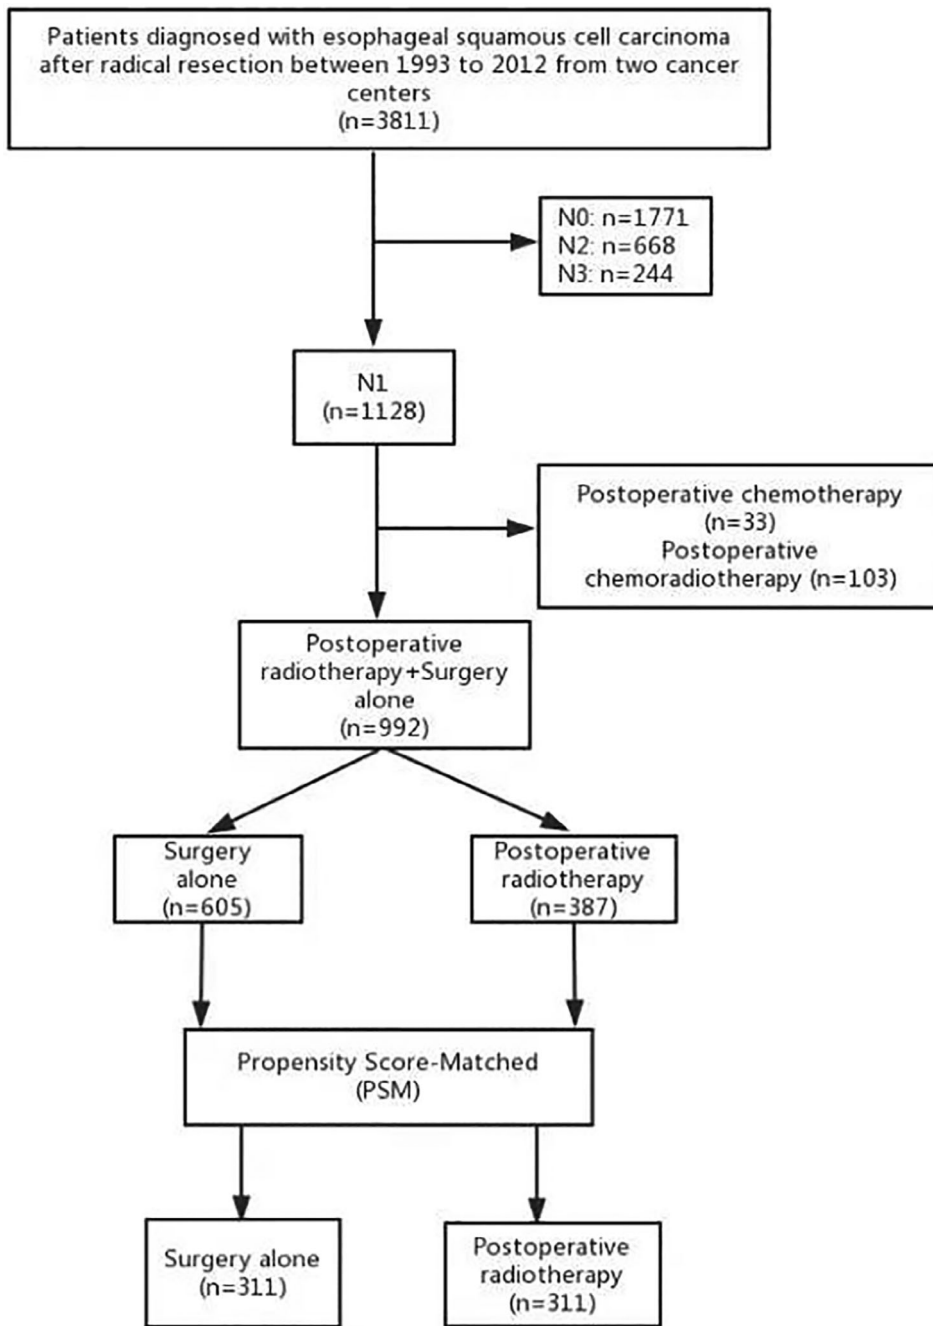 Patients diagnosed with esophageal squamous cell carcinoma
after radical resection between 1993 to 2012 from two cancer
centers
(n=3811)
N0: n=1771
N2: n=668
N3: n=244
N1
(n=1128)
Postoperative chemotherapy
(n=33)
Postoperative
chemoradiotherapy (n=103)
Postoperative
radiotherapy+Surgery
alone
(n=992)
Surgery
alone
(n=605)
Postoperative
radiotherapy
(n=387)
Propensity Score-Matched
(PSM)
Surgery alone
(n=311)
Postoperative
radiotherapy
(n=311)